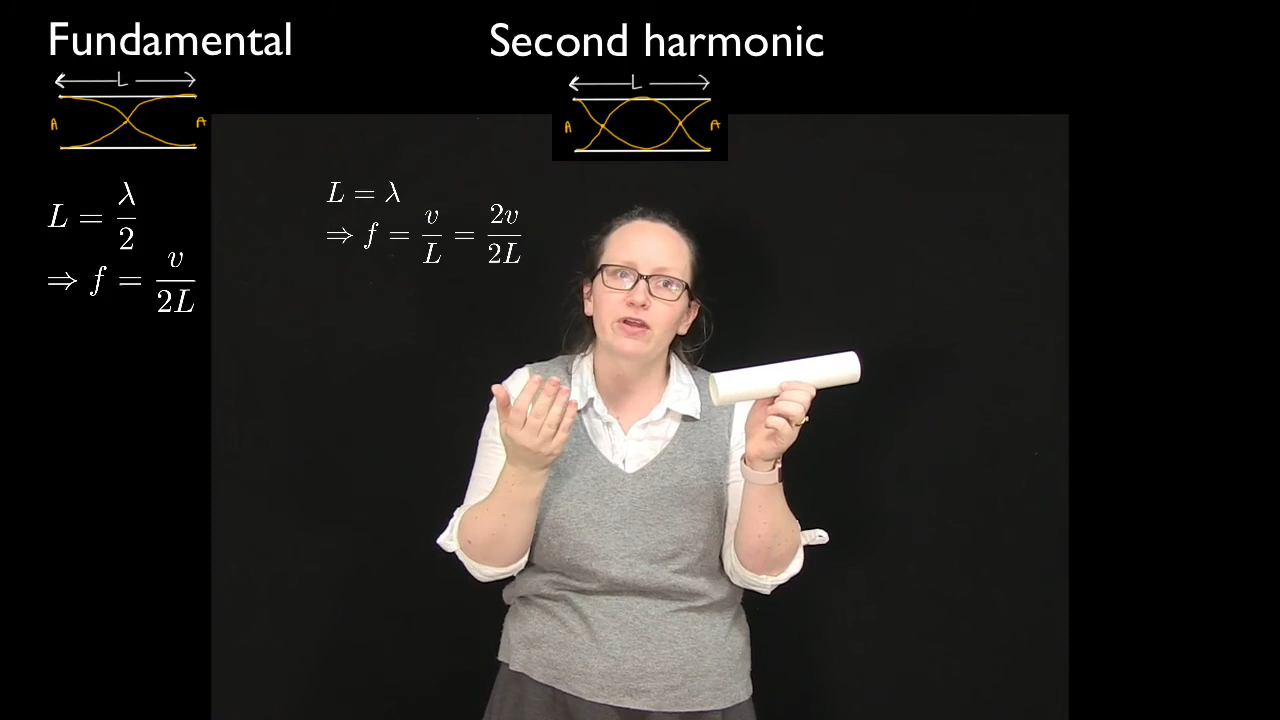 Fundamental
L
A A
L = λ/2
⇒ f = v/2L
Second harmonic
L
A A
L = λ
⇒ f = v/L = 2v/2L